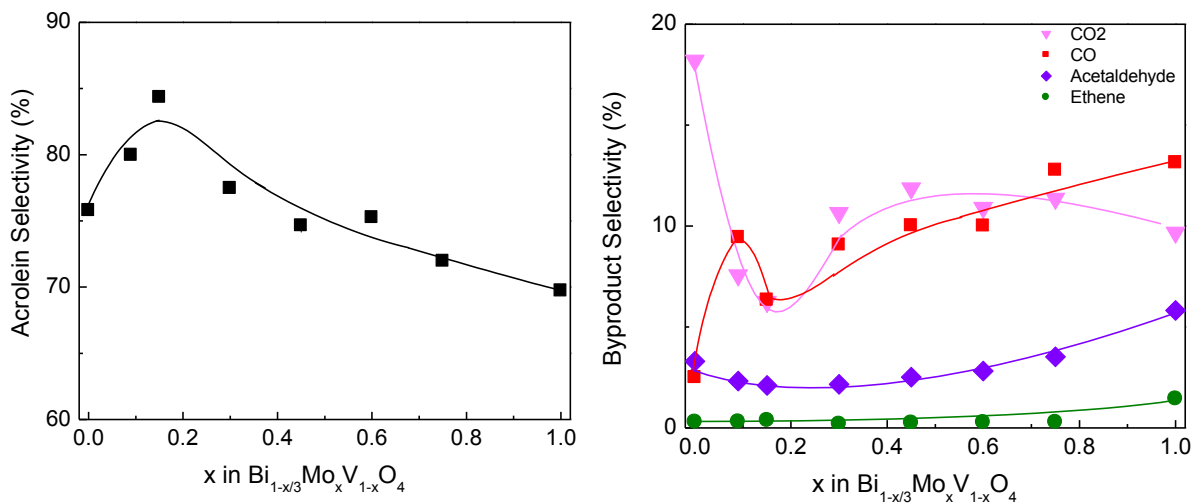 90
80
70
60
Acrolein Selectivity (%)
0.0 0.2 0.4 0.6 0.8 1.0
x in Bi1-x/3MoxV1-xO4
20
10
0
Byproduct Selectivity (%)
CO2
CO
Acetaldehyde
Ethene
0.0 0.2 0.4 0.6 0.8 1.0
x in Bi1-x/3MoxV1-xO4